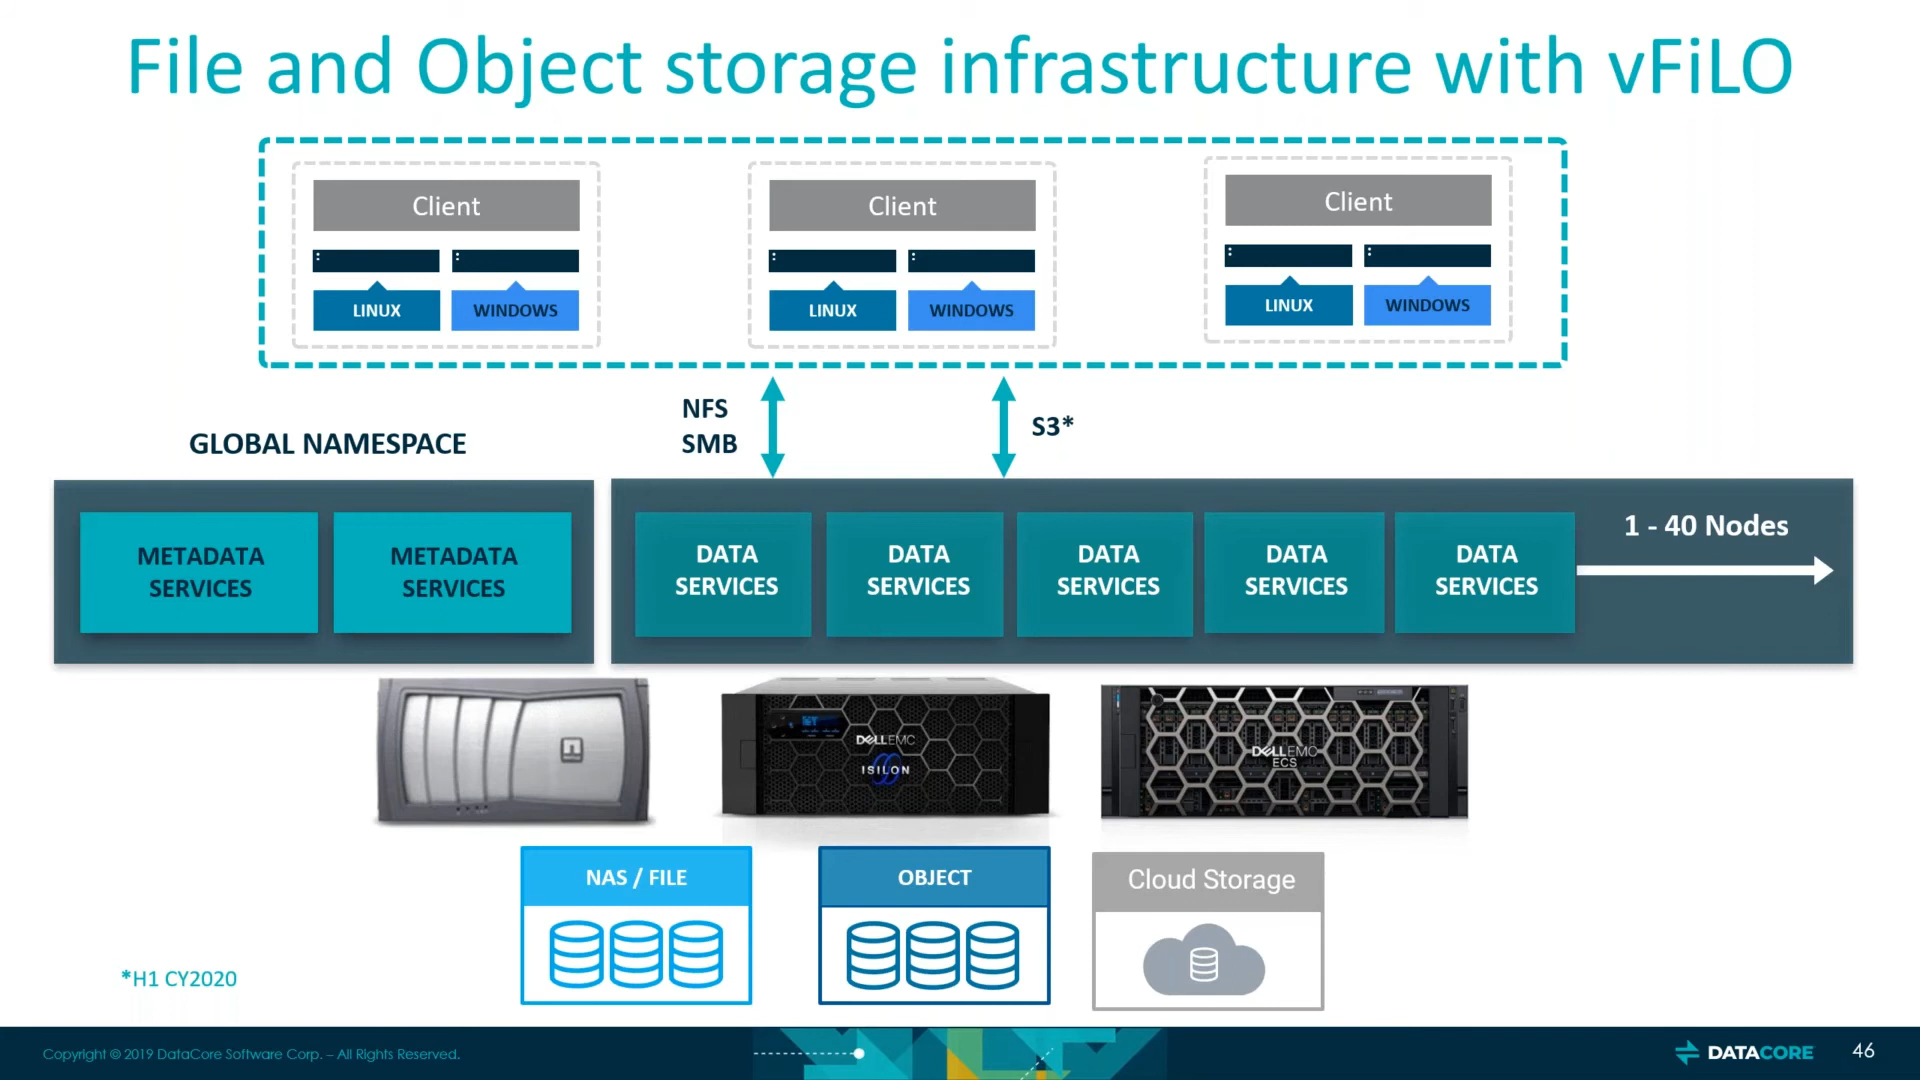 File and Object storage infrastructure with vFiLO
Client
LINUX
WINDOWS
Client
LINUX
WINDOWS
Client
LINUX
WINDOWS
NFS
SMB
S3*
GLOBAL NAMESPACE
METADATA
SERVICES
METADATA
SERVICES
DATA
SERVICES
DATA
SERVICES
DATA
SERVICES
DATA
SERVICES
DATA
SERVICES
1 - 40 Nodes
DELLEMC
ISILON
DELLEMC
ECS
NAS / FILE
OBJECT
Cloud Storage
*H1 CY2020
Copyright © 2019 DataCore Software Corp. – All Rights Reserved.
DATACORE
46